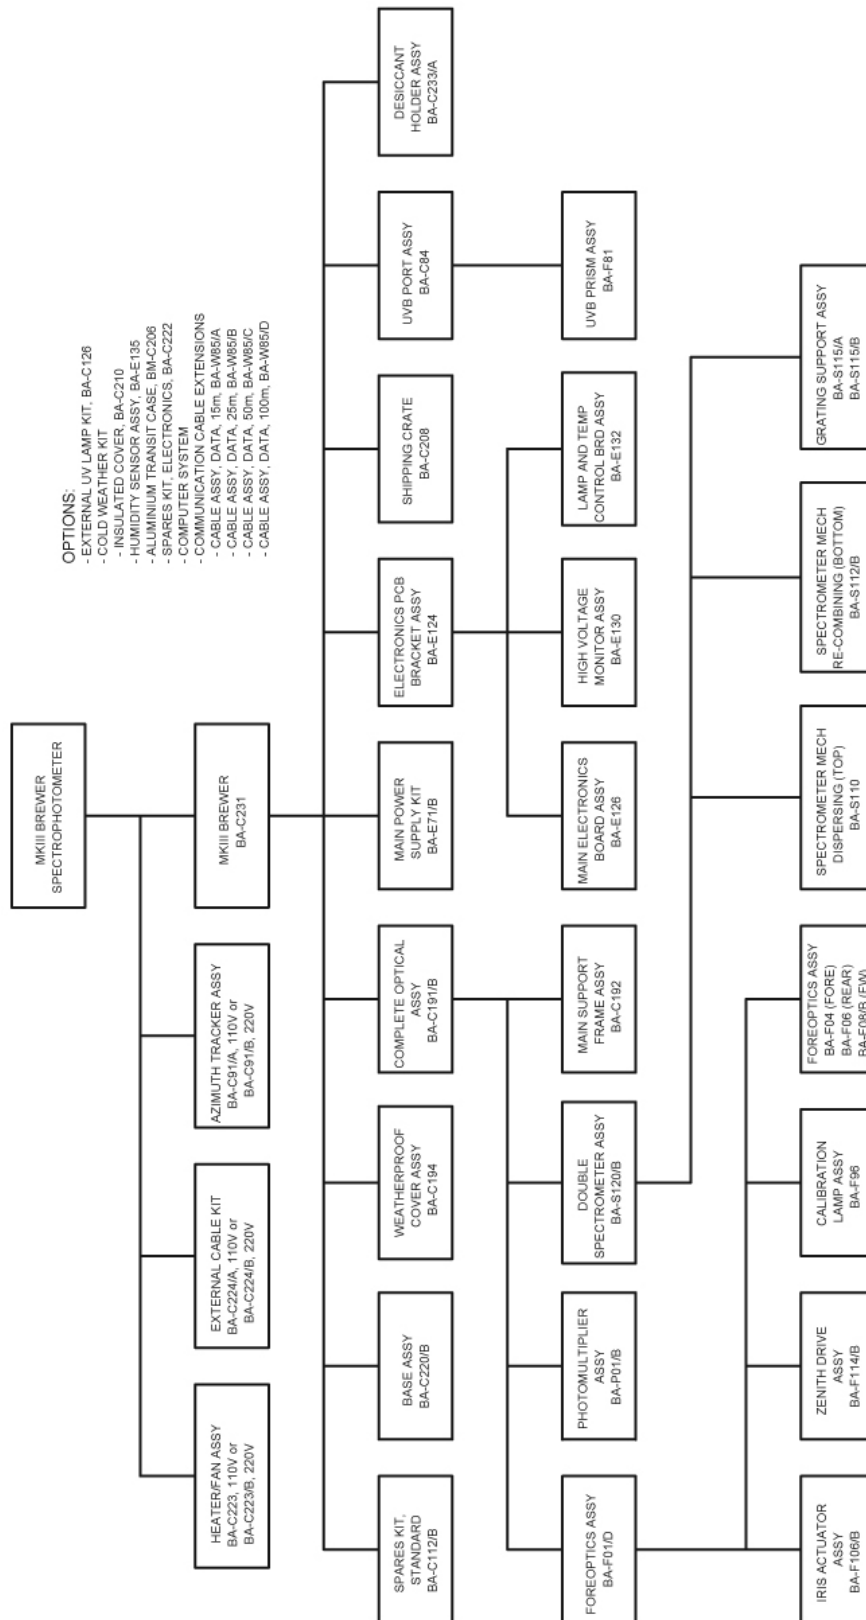 MKIII BREWER
SPECTROPHOTOMETER
OPTIONS:
- EXTERNAL UV LAMP KIT, BA-C126
- COLD WEATHER KIT
- INSULATED COVER, BA-C210
- HUMIDITY SENSOR ASSY, BA-E135
- ALUMINIUM TRANSIT CASE, BM-C206
- SPARES KIT, ELECTRONICS, BA-C222
- COMPUTER SYSTEM
- COMMUNICATION CABLE EXTENSIONS
- CABLE ASSY, DATA, 15m, BA-W85/A
- CABLE ASSY, DATA, 25m, BA-W85/B
- CABLE ASSY, DATA, 50m, BA-W85/C
- CABLE ASSY, DATA, 100m, BA-W85/D
HEATER/FAN ASSY
BA-C223, 110V or
BA-C223/B, 220V
EXTERNAL CABLE KIT
BA-C224/A, 110V or
BA-C224/B, 220V
AZIMUTH TRACKER ASSY
BA-C91/A, 110V or
BA-C91/B, 220V
MKIII BREWER
BA-C231
SPARES KIT,
STANDARD
BA-C112/B
BASE ASSY
BA-C220/B
WEATHERPROOF
COVER ASSY
BA-C194
COMPLETE OPTICAL
ASSY
BA-C191/B
MAIN POWER
SUPPLY KIT
BA-E71/B
ELECTRONICS PCB
BRACKET ASSY
BA-E124
SHIPPING CRATE
BA-C208
UVB PORT ASSY
BA-C84
DESICCANT
HOLDER ASSY
BA-C233/A
FOREOPTICS ASSY
BA-F01/D
PHOTOMULTIPLIER
ASSY
BA-P01/B
DOUBLE
SPECTROMETER ASSY
BA-S120/B
MAIN SUPPORT
FRAME ASSY
BA-C192
MAIN ELECTRONICS
BOARD ASSY
BA-E126
HIGH VOLTAGE
MONITOR ASSY
BA-E130
LAMP AND TEMP
CONTROL BRD ASSY
BA-E132
UVB PRISM ASSY
BA-F81
IRIS ACTUATOR
ASSY
BA-F106/B
ZENITH DRIVE
ASSY
BA-F114/B
CALIBRATION
LAMP ASSY
BA-F96
FOREOPTICS ASSY
BA-F04 (FORE)
BA-F06 (REAR)
BA-F08/B (FW)
SPECTROMETER MECH
DISPERSING (TOP)
BA-S110
SPECTROMETER MECH
RE-COMBINING (BOTTOM)
BA-S112/B
GRATING SUPPORT ASSY
BA-S115/A
BA-S115/B